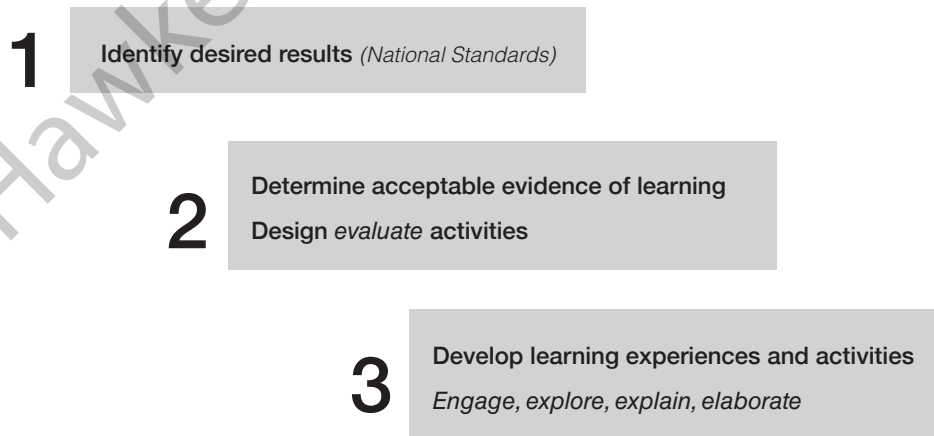 1
Identify desired results (National Standards)
2
Determine acceptable evidence of learning
Design evaluate activities
3
Develop learning experiences and activities
Engage, explore, explain, elaborate